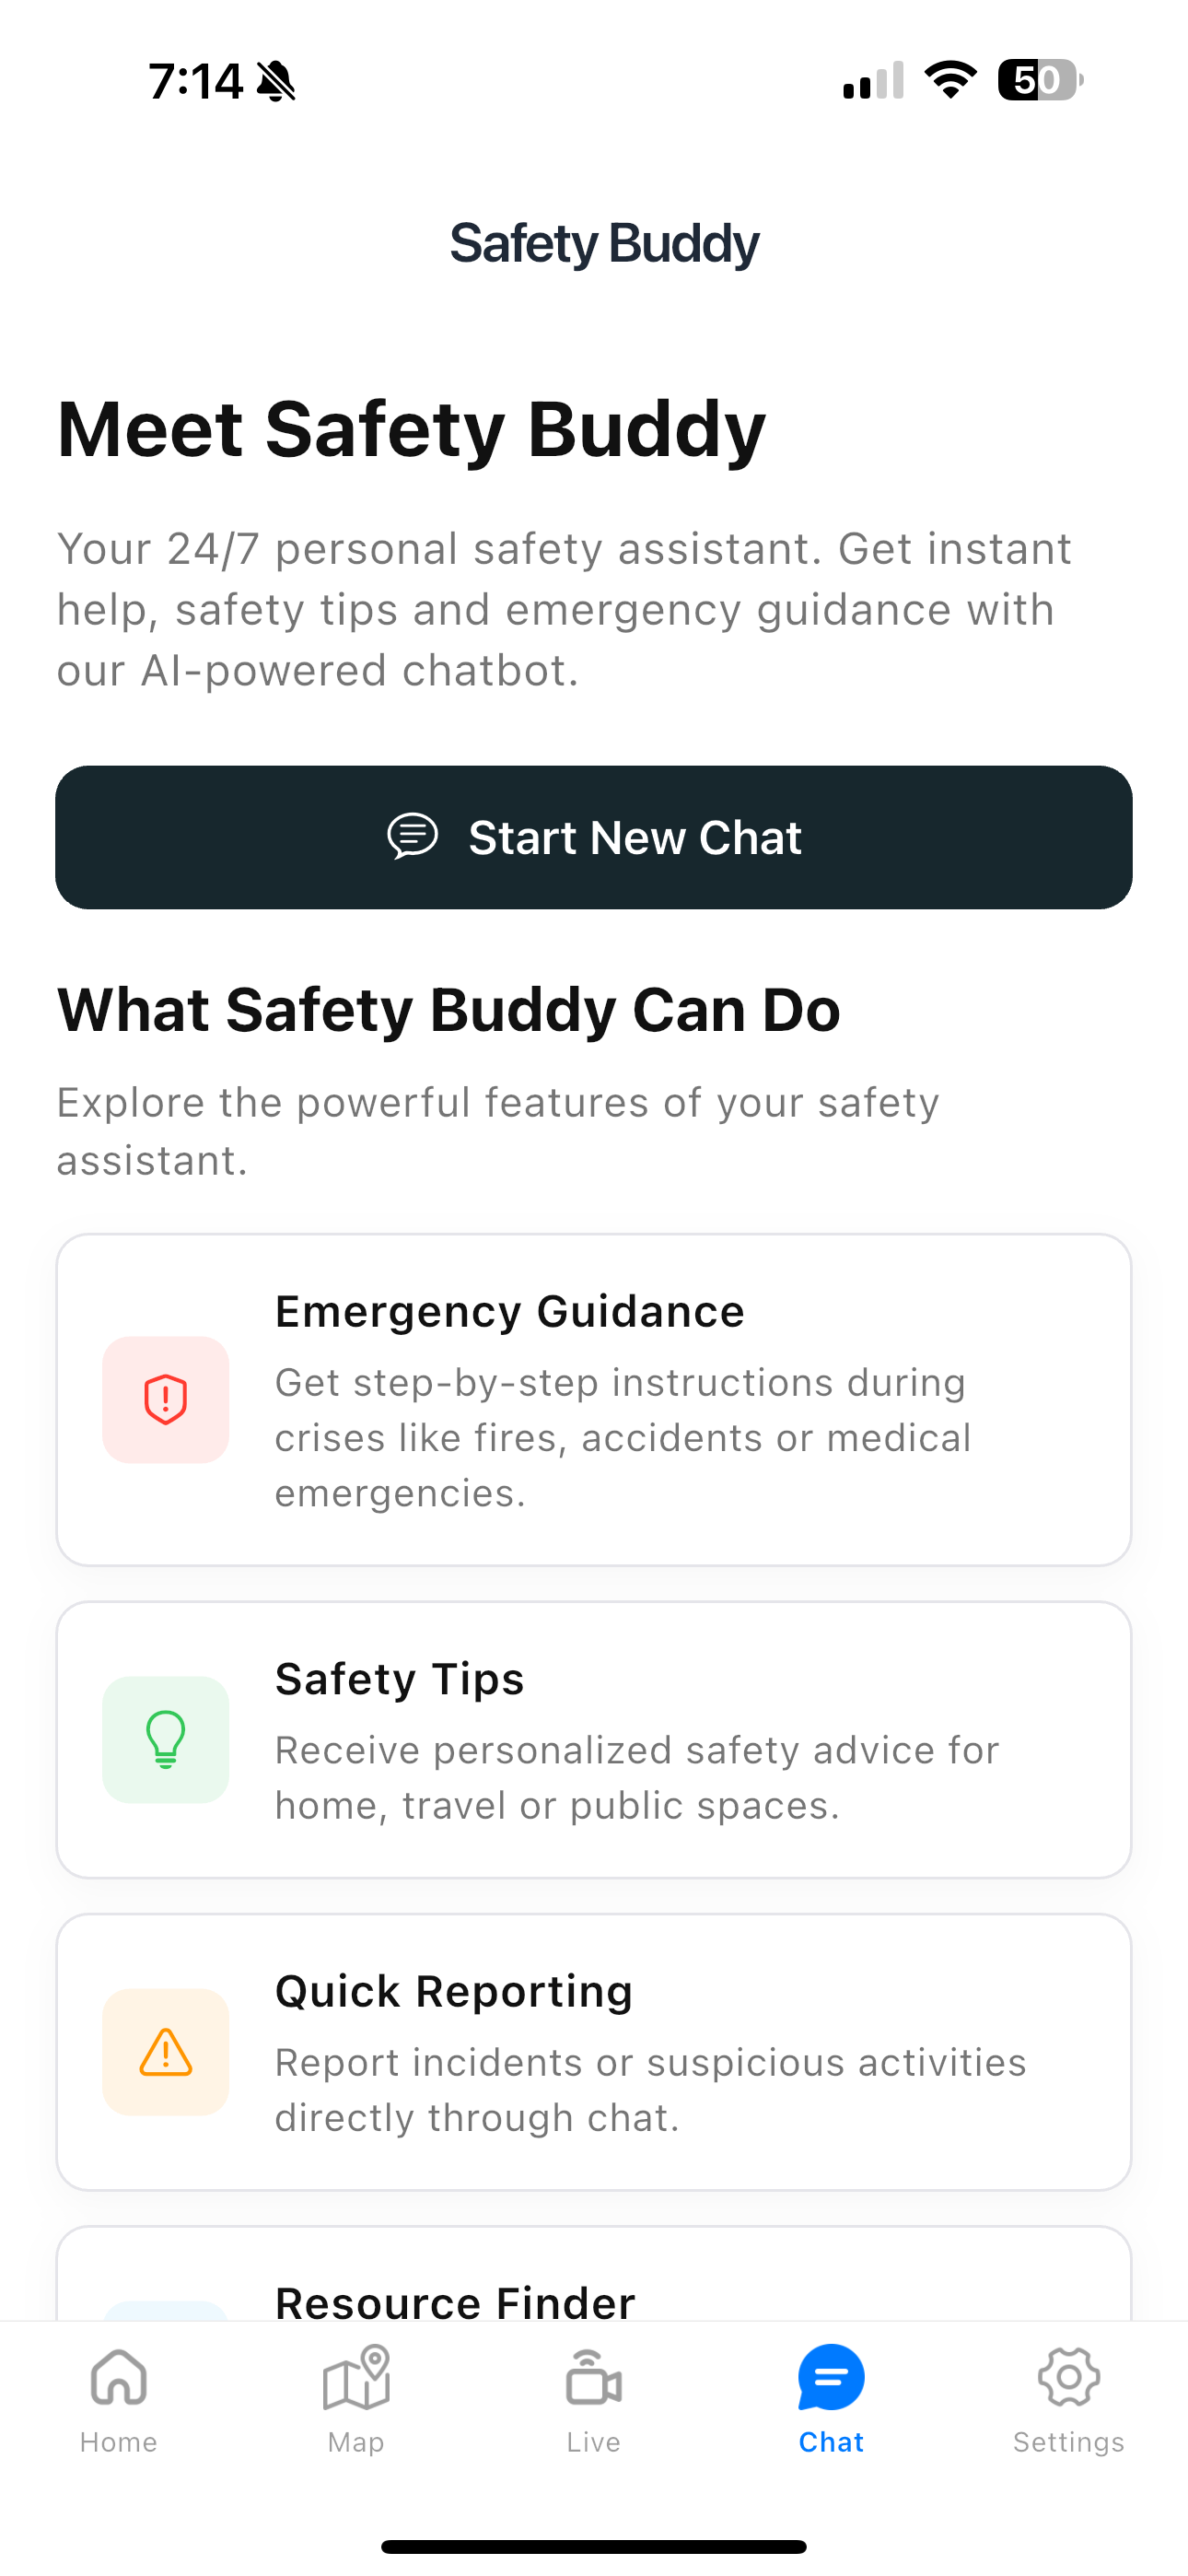 7:14
50
Safety Buddy
Meet Safety Buddy
Your 24/7 personal safety assistant. Get instant
help, safety tips and emergency guidance with
our AI-powered chatbot.
Start New Chat
What Safety Buddy Can Do
Explore the powerful features of your safety
assistant.
Emergency Guidance
Get step-by-step instructions during
crises like fires, accidents or medical
emergencies.
Safety Tips
Receive personalized safety advice for
home, travel or public spaces.
Quick Reporting
Report incidents or suspicious activities
directly through chat.
Resource Finder
Home
Map
Live
Chat
Settings